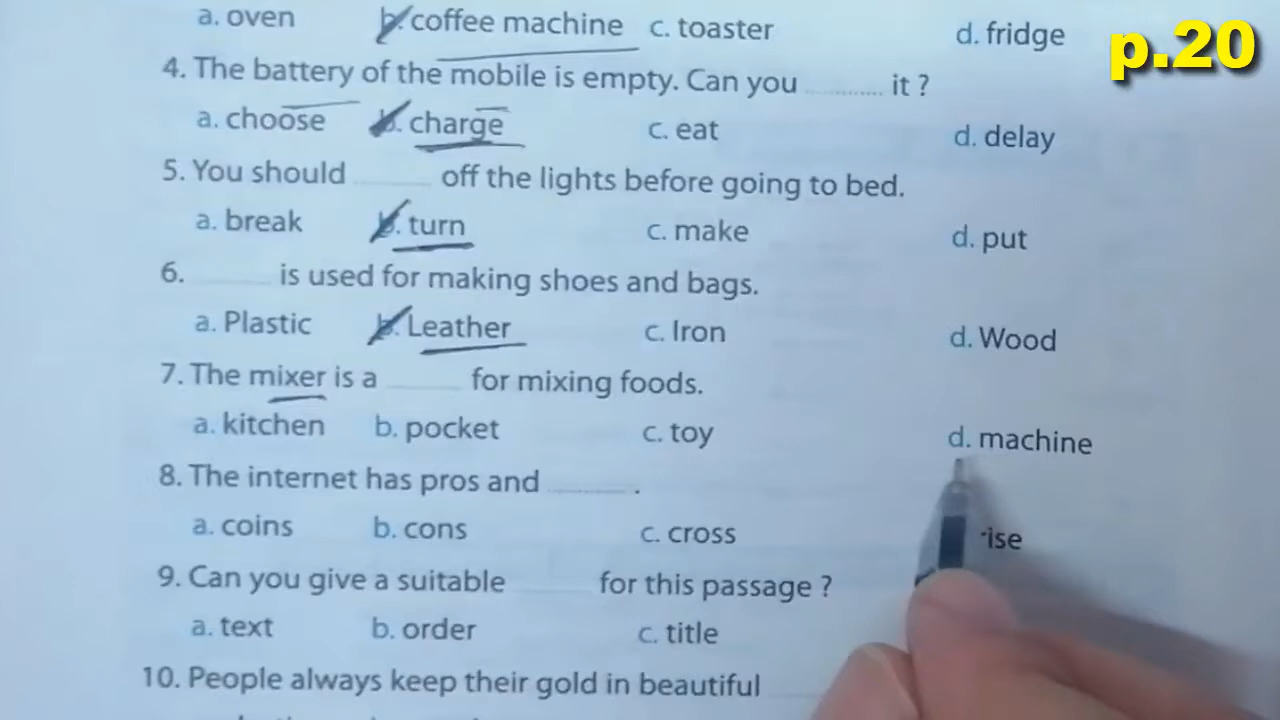 a. oven b. coffee machine c. toaster d. fridge
p.20
4. The battery of the mobile is empty. Can you ............ it ?
a. choose b. charge c. eat d. delay
5. You should ............ off the lights before going to bed.
a. break b. turn c. make d. put
6. ............ is used for making shoes and bags.
a. Plastic b. Leather c. Iron d. Wood
7. The mixer is a ............ for mixing foods.
a. kitchen b. pocket c. toy d. machine
8. The internet has pros and ............ .
a. coins b. cons c. cross
9. Can you give a suitable ............ for this passage ?
a. text b. order c. title
10. People always keep their gold in beautiful